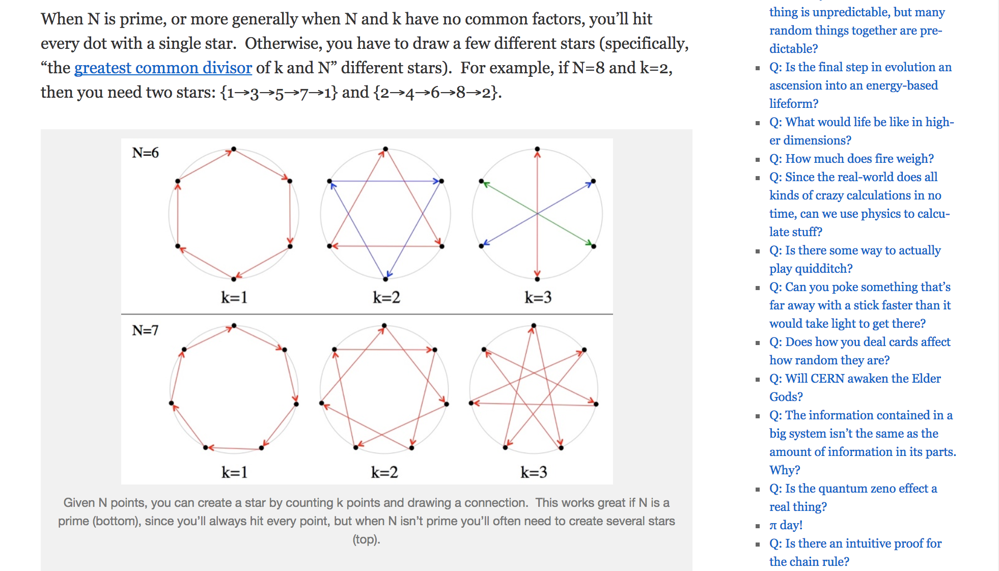 When N is prime, or more generally when N and k have no common factors, you’ll hit
every dot with a single star.  Otherwise, you have to draw a few different stars (specifically,
“the greatest common divisor of k and N” different stars).  For example, if N=8 and k=2,
then you need two stars: {1→3→5→7→1} and {2→4→6→8→2}.
N=6
k=1
k=2
k=3
N=7
k=1
k=2
k=3
Given N points, you can create a star by counting k points and drawing a connection.  This works great if N is a
prime (bottom), since you’ll always hit every point, but when N isn’t prime you’ll often need to create several stars
(top).
thing is unpredictable, but many
random things together are pre-
dictable?
Q: Is the final step in evolution an
ascension into an energy-based
lifeform?
Q: What would life be like in high-
er dimensions?
Q: How much does fire weigh?
Q: Since the real-world does all
kinds of crazy calculations in no
time, can we use physics to calcu-
late stuff?
Q: Is there some way to actually
play quidditch?
Q: Can you poke something that’s
far away with a stick faster than it
would take light to get there?
Q: Does how you deal cards affect
how random they are?
Q: Will CERN awaken the Elder
Gods?
Q: The information contained in a
big system isn’t the same as the
amount of information in its parts.
Why?
Q: Is the quantum zeno effect a
real thing?
π day!
Q: Is there an intuitive proof for
the chain rule?